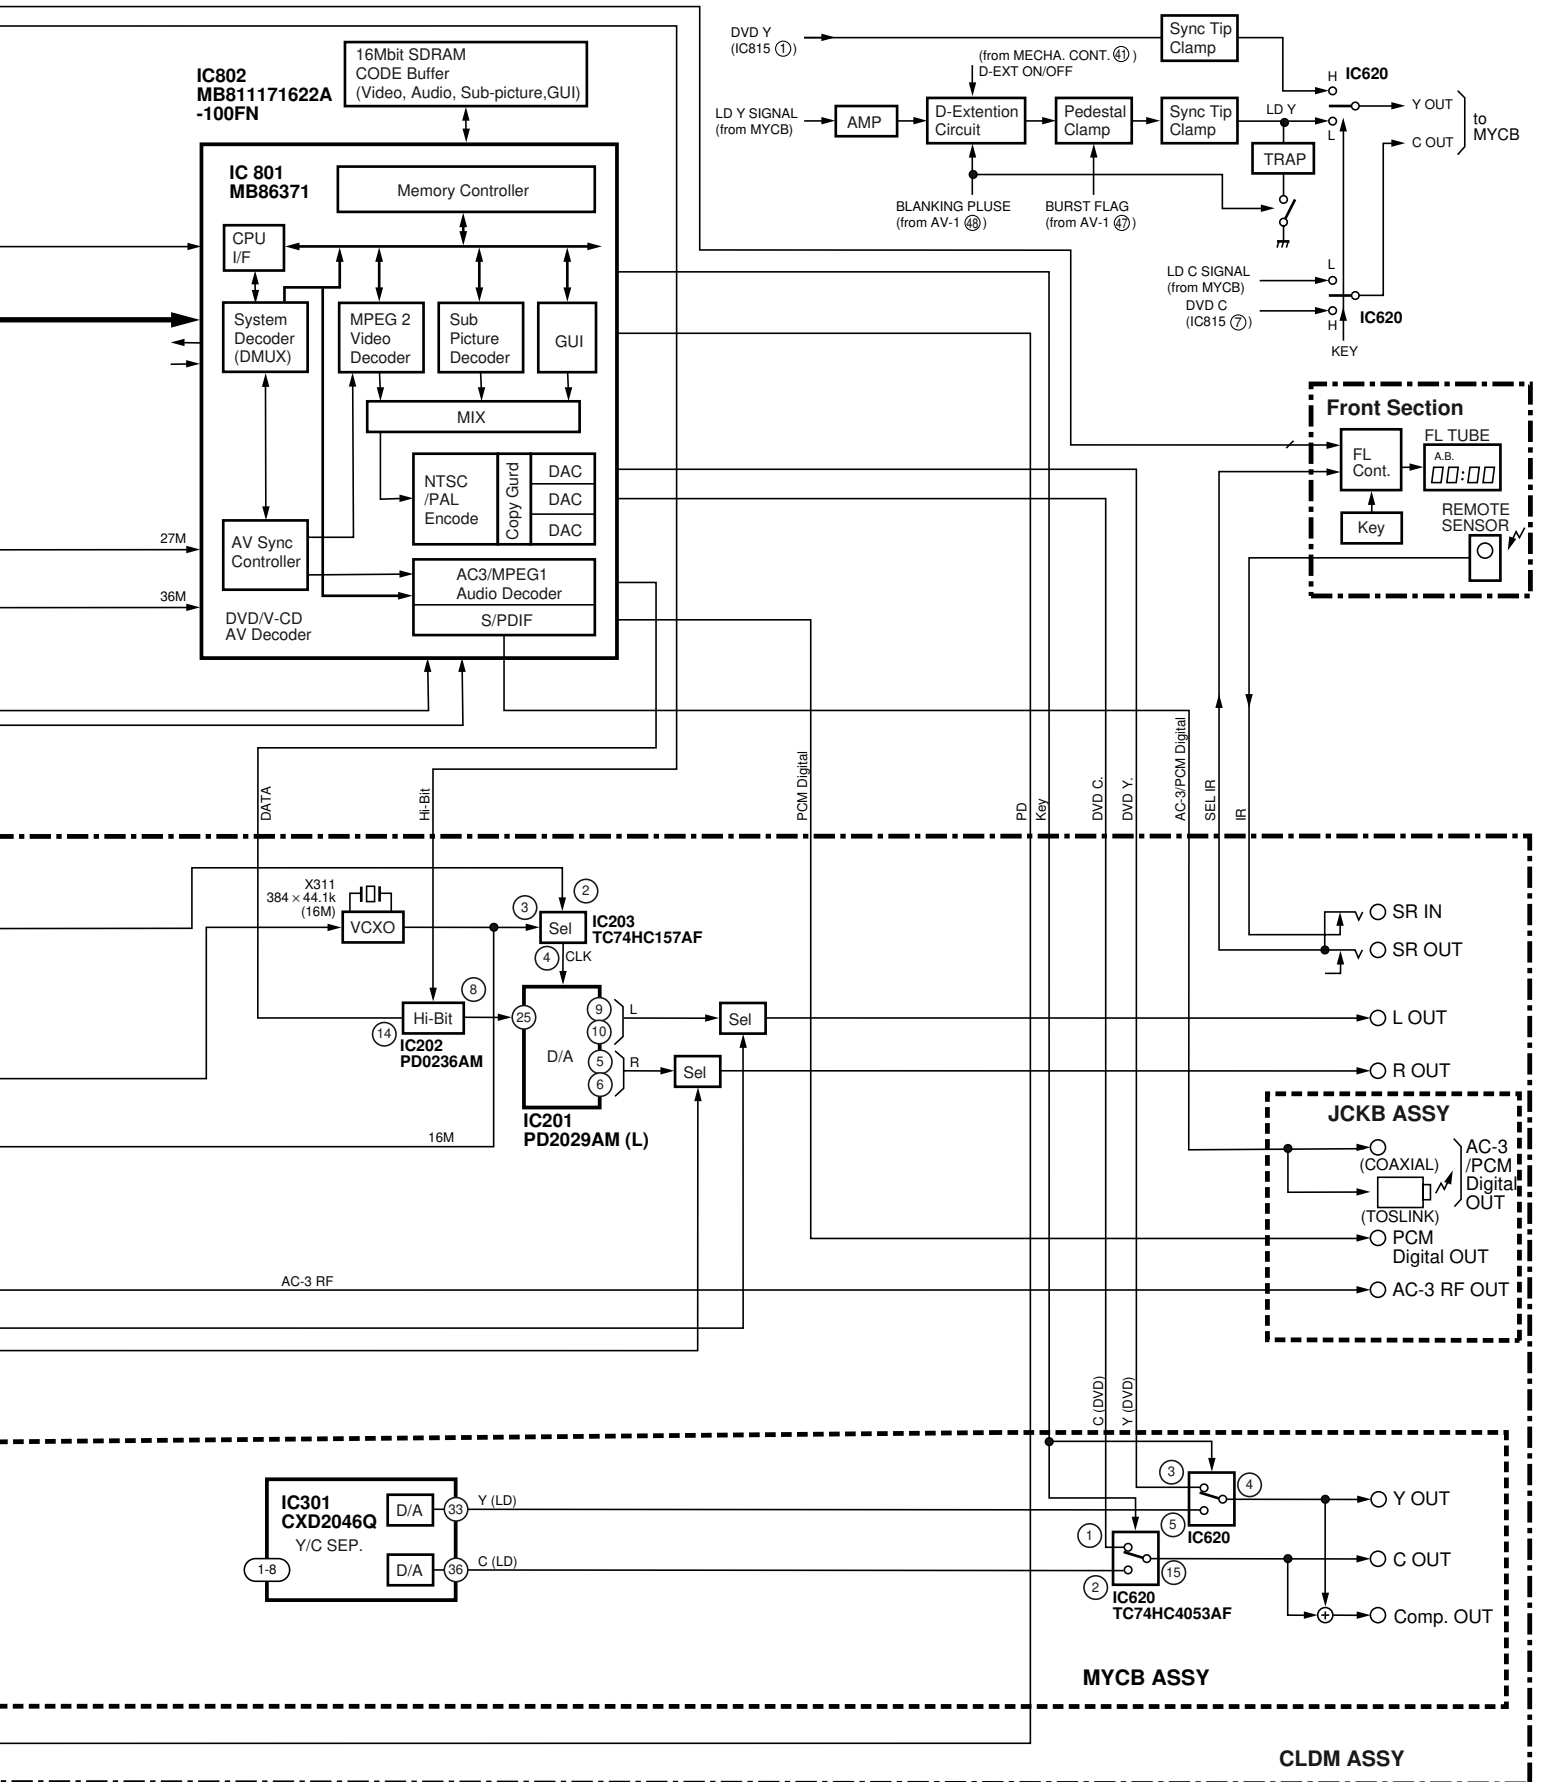 16Mbit SDRAM
CODE Buffer
(Video, Audio, Sub-picture,GUI)
IC802
MB811171622A
-100FN
IC 801
MB86371
Memory Controller
CPU
I/F
System
Decoder
(DMUX)
MPEG 2
Video
Decoder
Sub
Picture
Decoder
GUI
MIX
NTSC
/PAL
Encode
Copy Gurd
DAC
DAC
DAC
AV Sync
Controller
AC3/MPEG1
Audio Decoder
S/PDIF
DVD/V-CD
AV Decoder
27M
36M
DVD Y
(IC815 ①)
Sync Tip
Clamp
(from MECHA. CONT. ㊶)
D-EXT ON/OFF
LD Y SIGNAL
(from MYCB)
AMP
D-Extention
Circuit
Pedestal
Clamp
Sync Tip
Clamp
LD Y
TRAP
H
IC620
L
Y OUT
C OUT
to
MYCB
BLANKING PLUSE
(from AV-1 ㊽)
BURST FLAG
(from AV-1 ㊼)
LD C SIGNAL
(from MYCB)
DVD C
(IC815 ⑦)
L
H
IC620
KEY
Front Section
FL
Cont.
FL TUBE
A.B.
00:00
Key
REMOTE
SENSOR
DATA
Hi-Bit
PCM Digital
PD
Key
DVD C.
DVD Y.
AC-3/PCM Digital
SEL IR
IR
X311
384 × 44.1k
(16M)
VCXO
3
2
Sel
IC203
TC74HC157AF
4
CLK
8
Hi-Bit
14
IC202
PD0236AM
25
D/A
9
10
5
6
L
R
Sel
Sel
IC201
PD2029AM (L)
16M
SR IN
SR OUT
L OUT
R OUT
JCKB ASSY
(COAXIAL)
(TOSLINK)
AC-3
/PCM
Digital
OUT
PCM
Digital OUT
AC-3 RF
AC-3 RF OUT
C (DVD)
Y (DVD)
IC301
CXD2046Q
Y/C SEP.
1-8
D/A
33
Y (LD)
D/A
36
C (LD)
3
4
5
IC620
1
2
15
IC620
TC74HC4053AF
Y OUT
C OUT
Comp. OUT
MYCB ASSY
CLDM ASSY